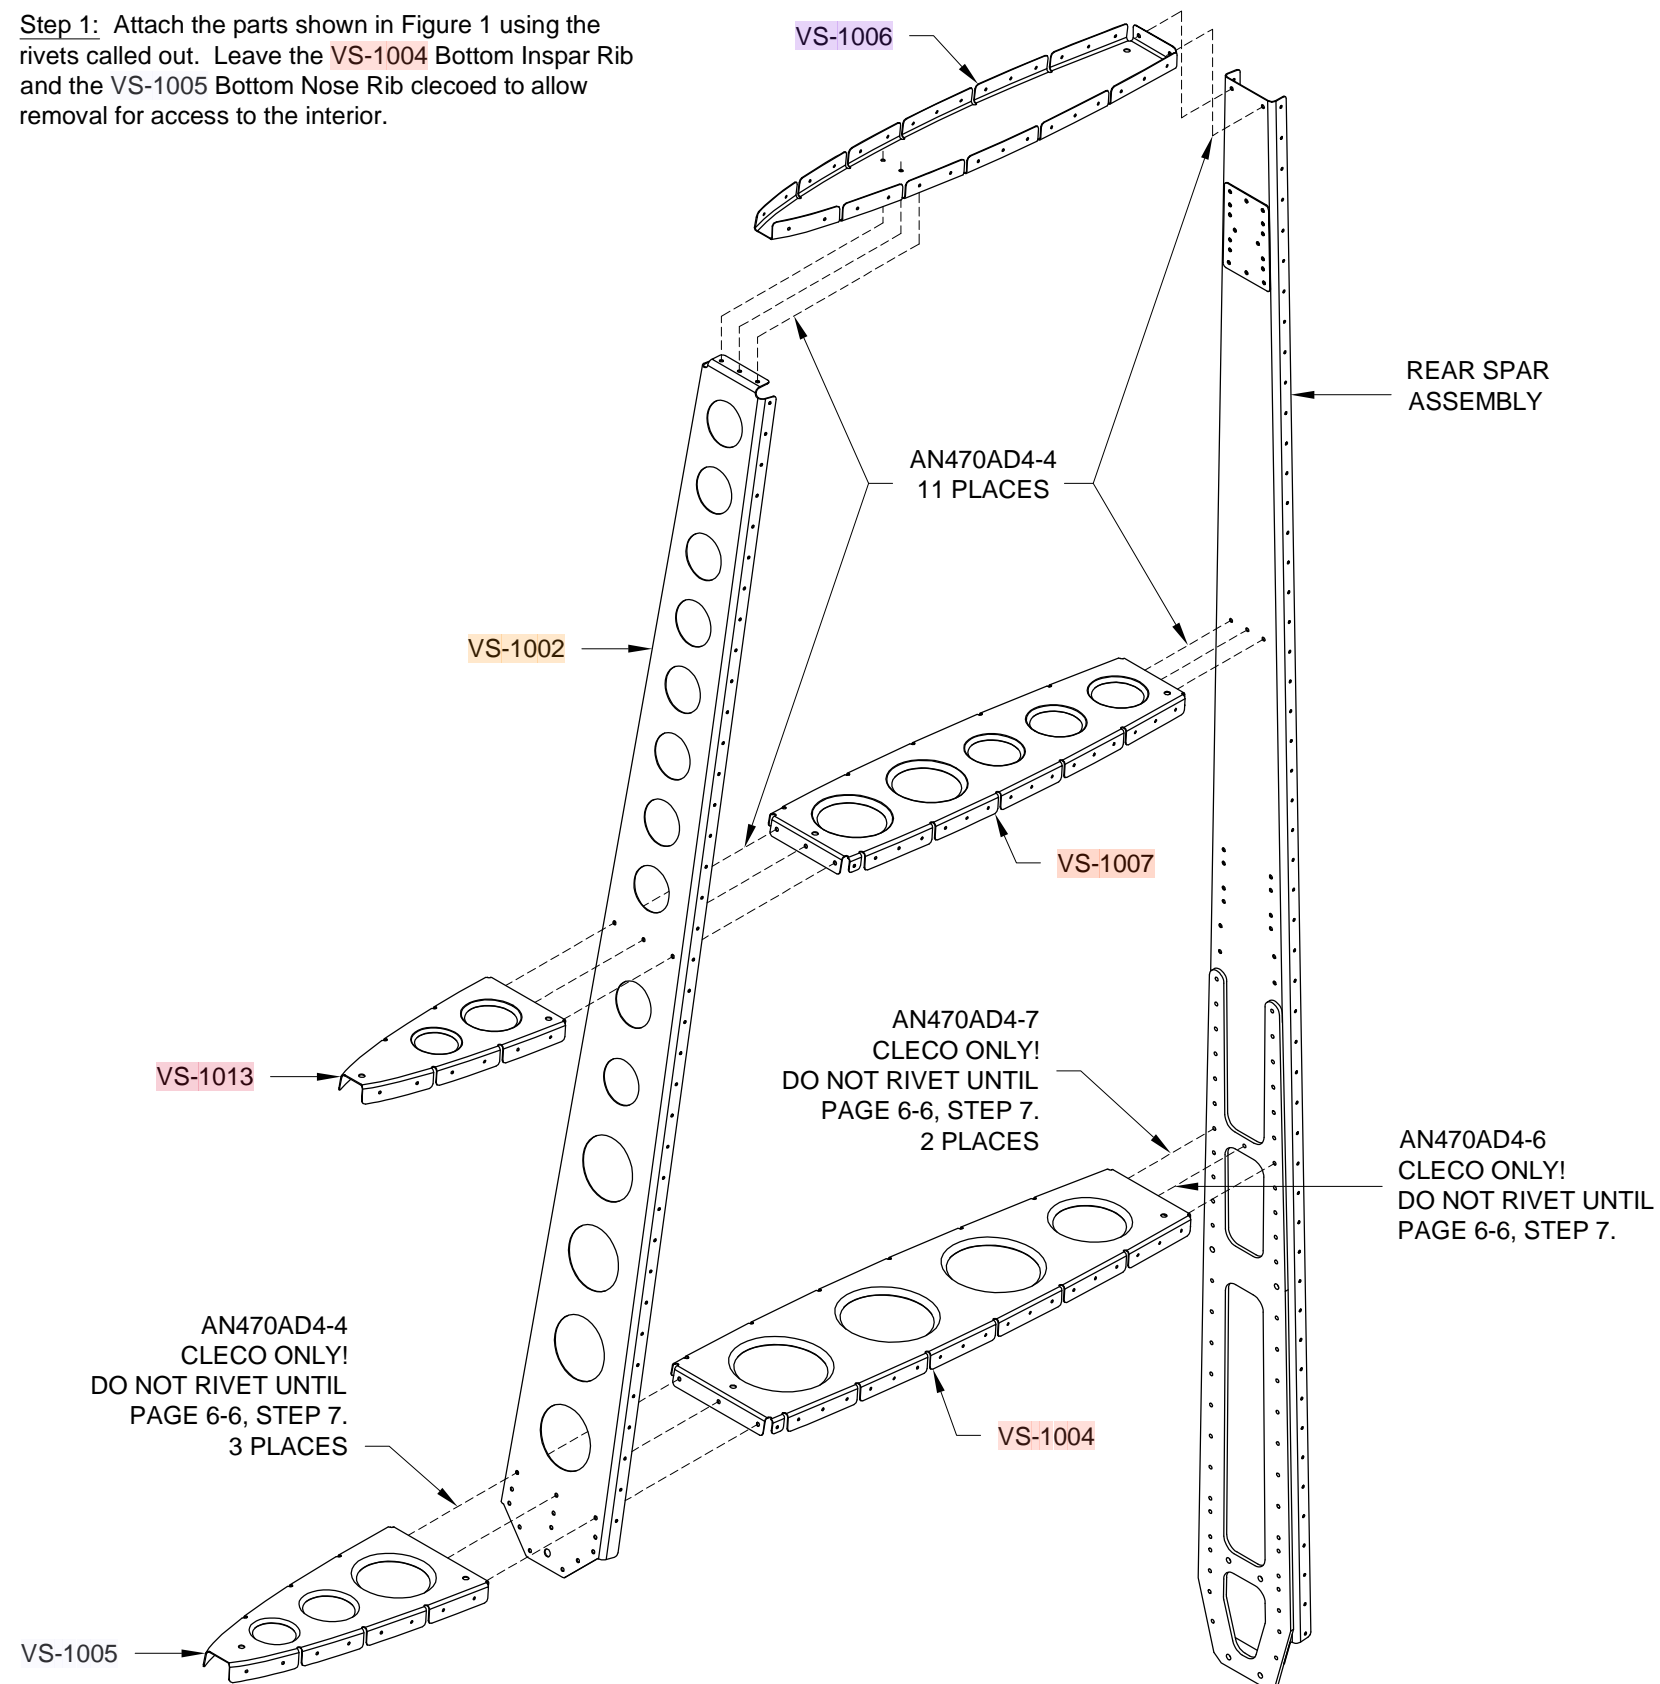 Step 1: Attach the parts shown in Figure 1 using the
rivets called out. Leave the VS-1004 Bottom Inspar Rib
and the VS-1005 Bottom Nose Rib clecoed to allow
removal for access to the interior.
VS-1006
REAR SPAR
ASSEMBLY
AN470AD4-4
11 PLACES
VS-1002
VS-1007
VS-1013
AN470AD4-7
CLECO ONLY!
DO NOT RIVET UNTIL
PAGE 6-6, STEP 7.
2 PLACES
AN470AD4-6
CLECO ONLY!
DO NOT RIVET UNTIL
PAGE 6-6, STEP 7.
AN470AD4-4
CLECO ONLY!
DO NOT RIVET UNTIL
PAGE 6-6, STEP 7.
3 PLACES
VS-1004
VS-1005